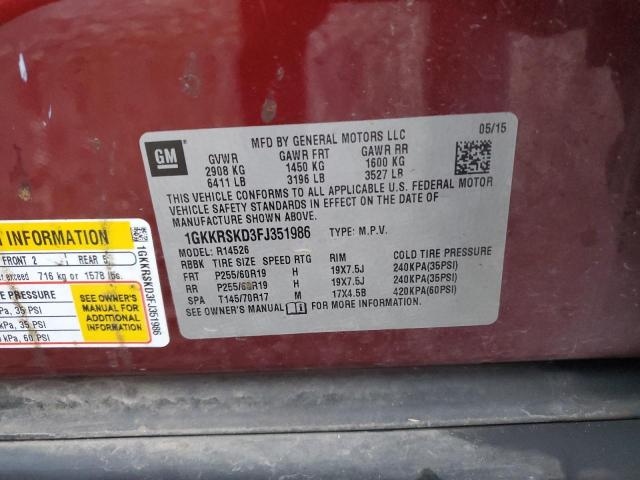 GM
MFD BY GENERAL MOTORS LLC
05/15
GVWR GAWR FRT GAWR RR
2908 KG 1450 KG 1600 KG
6411 LB 3196 LB 3527 LB
THIS VEHICLE CONFORMS TO ALL APPLICABLE U.S. FEDERAL MOTOR
VEHICLE SAFETY STANDARDS IN EFFECT ON THE DATE OF
MANUFACTURE SHOWN ABOVE.
1GKKRSKD3FJ351986 TYPE: M.P.V.
MODEL: R14526
RBBK TIRE SIZE SPEED RTG RIM COLD TIRE PRESSURE
FRT P255/60R19 H 19X7.5J 240KPA(35PSI)
RR P255/60R19 H 19X7.5J 240KPA(35PSI)
SPA T145/70R17 M 17X4.5B 420KPA(60PSI)
SEE OWNER'S MANUAL FOR MORE INFORMATION.
INFORMATION
FRONT 2 REAR 5
exceed 716 kg or 1578 lbs.
PRESSURE
kPa, 35 PSI
kPa, 35 PSI
kPa, 60 PSI
SEE OWNER'S
MANUAL FOR
ADDITIONAL
INFORMATION
1GKKRSKD3FJ351986